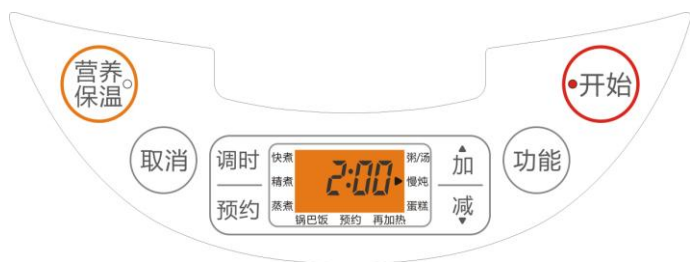 营养
保温
开始
取消
调时
预约
快煮
精煮
蒸煮
2:00
粥/汤
慢炖
蛋糕
锅巴饭 预约 再加热
加
减
功能